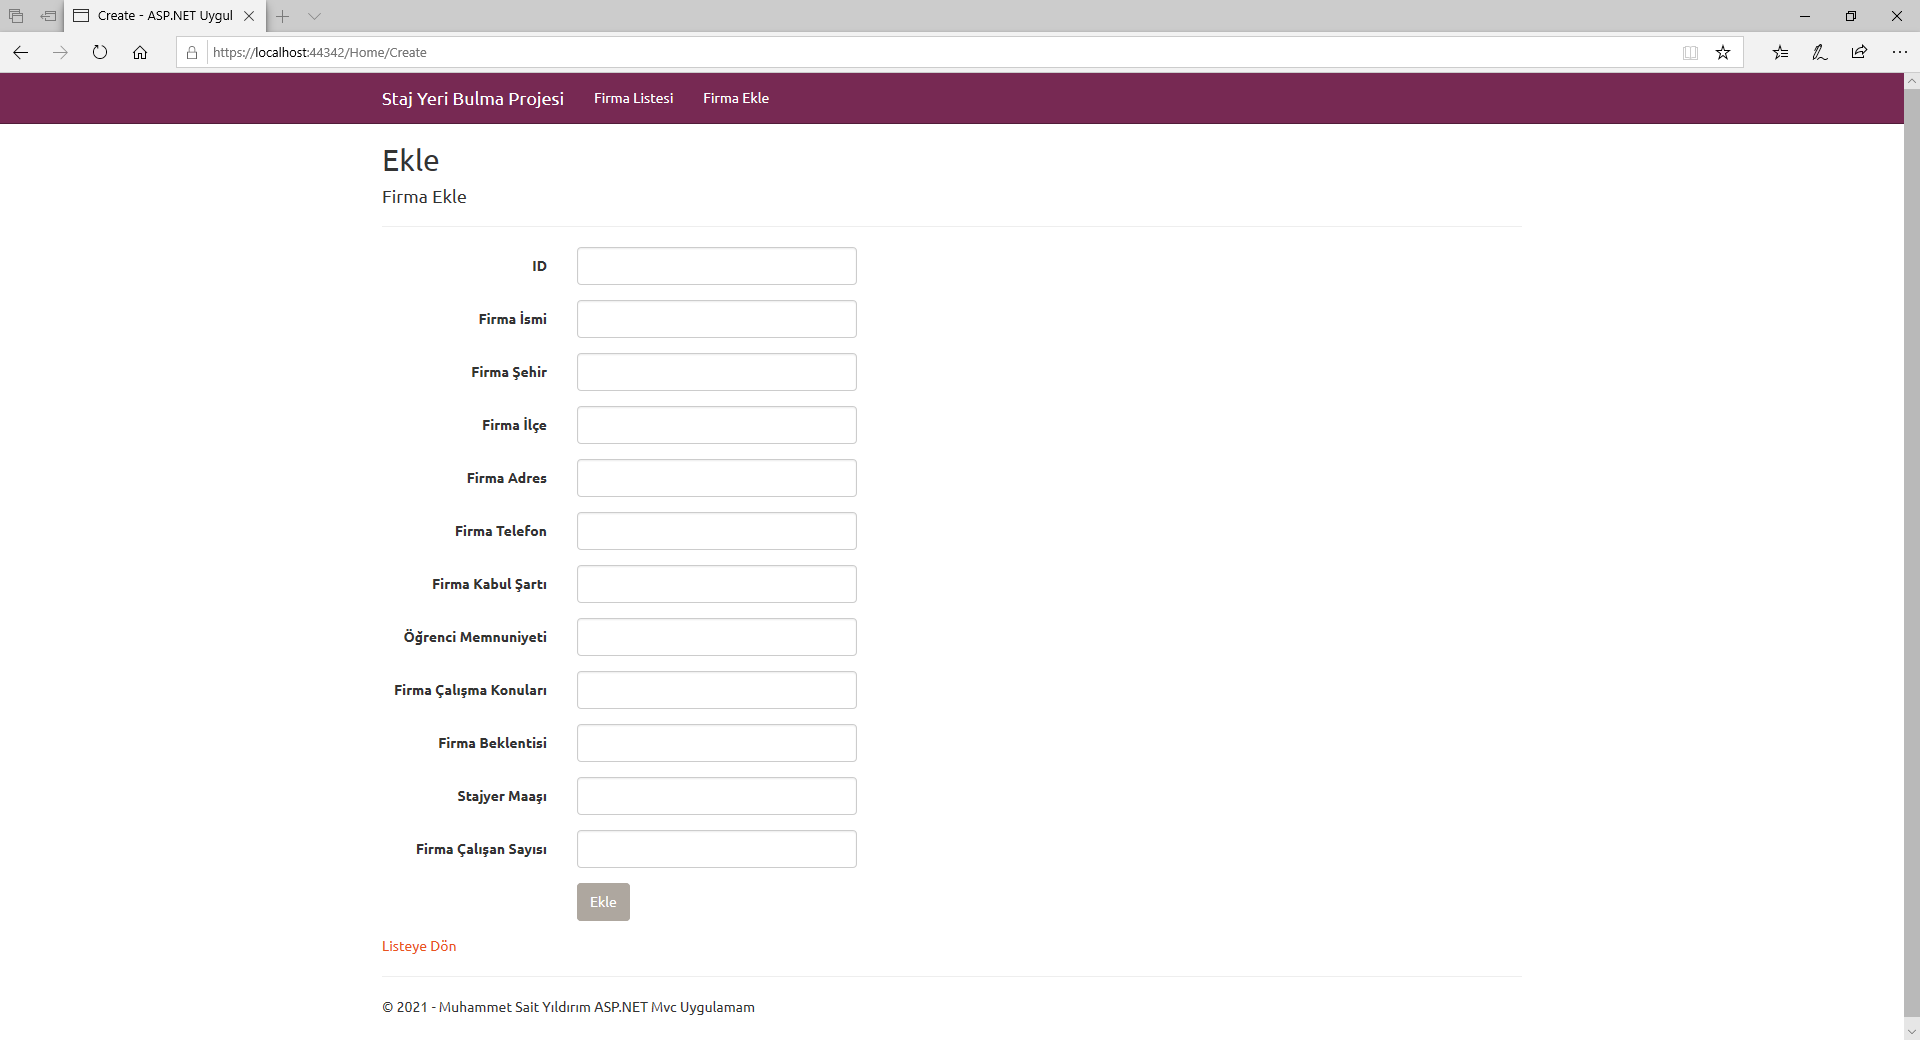 Create - ASP.NET Uygul
https://localhost:44342/Home/Create
Staj Yeri Bulma Projesi Firma Listesi Firma Ekle
Ekle
Firma Ekle
ID
Firma İsmi
Firma Şehir
Firma İlçe
Firma Adres
Firma Telefon
Firma Kabul Şartı
Öğrenci Memnuniyeti
Firma Çalışma Konuları
Firma Beklentisi
Stajyer Maaşı
Firma Çalışan Sayısı
Ekle
Listeye Dön
© 2021 - Muhammet Sait Yıldırım ASP.NET Mvc Uygulamam